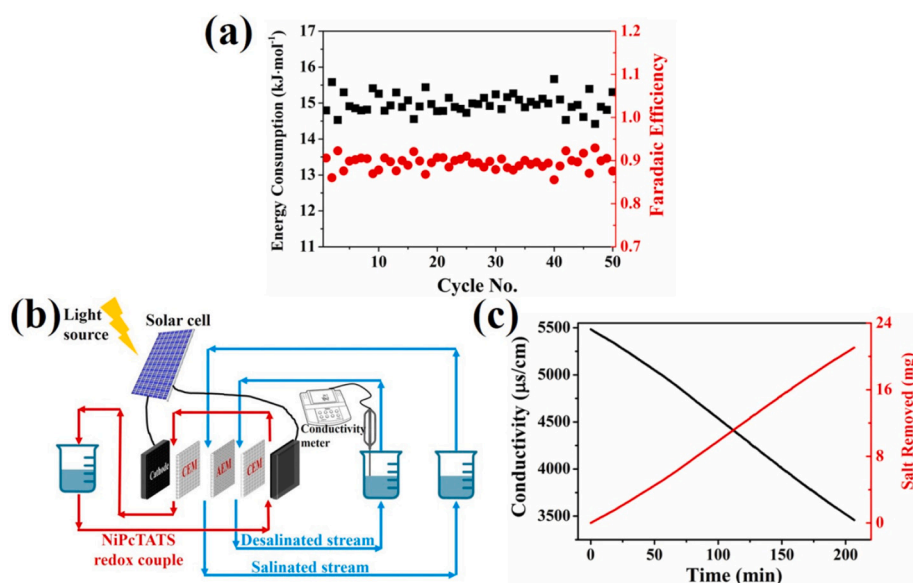 (a)
Energy Consumption (kJ·mol⁻¹)
17
16
15
14
13
12
11
10
20
30
40
50
Cycle No.
1.2
1.1
1.0
0.9
0.8
0.7
Faradaic Efficiency
(b)
Light
source
Solar cell
Cathode
CEM
AEM
CEM
Conductivity
meter
Desalinated stream
Salinated stream
NiPcTATS
redox couple
(c)
Conductivity (μs/cm)
5500
5000
4500
4000
3500
0
50
100
150
200
Time (min)
24
16
8
0
Salt Removed (mg)